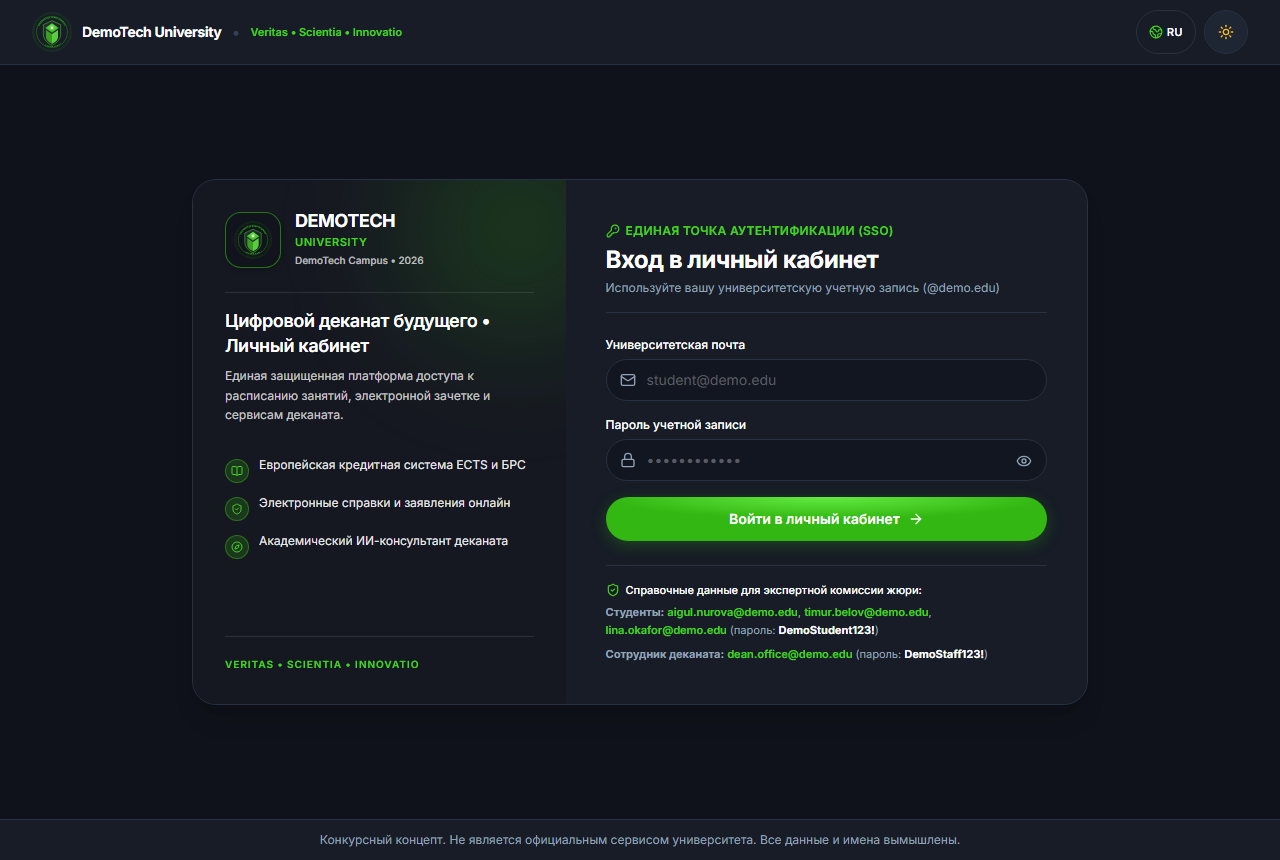 DemoTech University • Veritas • Scientia • Innovatio
RU
DEMOTECH
UNIVERSITY
DemoTech Campus • 2026
Цифровой деканат будущего •
Личный кабинет
Единая защищенная платформа доступа к
расписанию занятий, электронной зачетке и
сервисам деканата.
Европейская кредитная система ECTS и БРС
Электронные справки и заявления онлайн
Академический ИИ-консультант деканата
VERITAS • SCIENTIA • INNOVATIO
ЕДИНАЯ ТОЧКА АУТЕНТИФИКАЦИИ (SSO)
Вход в личный кабинет
Используйте вашу университетскую учетную запись (@demo.edu)
Университетская почта
student@demo.edu
Пароль учетной записи
••••••••••••
Войти в личный кабинет →
Справочные данные для экспертной комиссии жюри:
Студенты: aigul.nurova@demo.edu, timur.belov@demo.edu,
lina.okafor@demo.edu (пароль: DemoStudent123!)
Сотрудник деканата: dean.office@demo.edu (пароль: DemoStaff123!)
Конкурсный концепт. Не является официальным сервисом университета. Все данные и имена вымышлены.